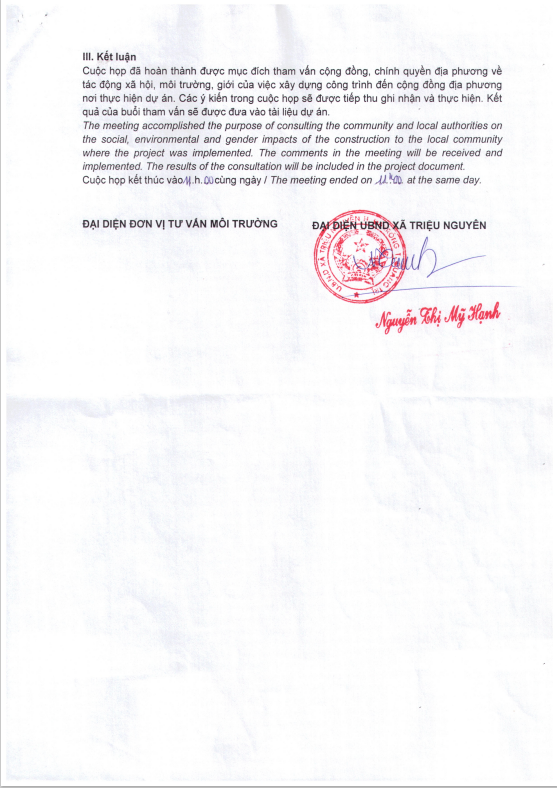 III. Kết luận
Cuộc họp đã hoàn thành được mục đích tham vấn cộng đồng, chính quyền địa phương về
tác động xã hội, môi trường, giới của việc xây dựng công trình đến cộng đồng địa phương
nơi thực hiện dự án. Các ý kiến trong cuộc họp sẽ được tiếp thu ghi nhận và thực hiện. Kết
quả của buổi tham vấn sẽ được đưa vào tài liệu dự án.
The meeting accomplished the purpose of consulting the community and local authorities on
the social, environmental and gender impacts of the construction to the local community
where the project was implemented. The comments in the meeting will be received and
implemented. The results of the consultation will be included in the project document.
Cuộc họp kết thúc vào 11.h.00 cùng ngày / The meeting ended on 11h00. at the same day.
ĐẠI DIỆN ĐƠN VỊ TƯ VẤN MÔI TRƯỜNG
ĐẠI DIỆN UBND XÃ TRIỆU NGUYÊN
Nguyễn Thị Mỹ Hạnh